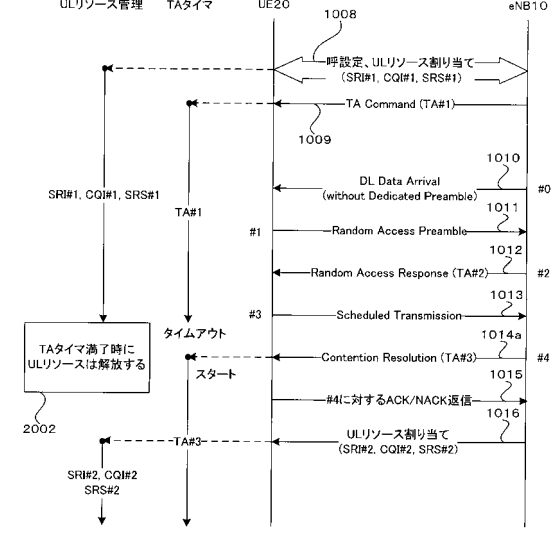 ULリソース管理 TAタイマ UE20 eNB10
1008
呼設定、ULリソース割り当て
(SRI#1, CQI#1, SRS#1)
TA Command (TA#1)
1009
1010
DL Data Arrival
(without Dedicated Preamble)
#0
SRI#1, CQI#1, SRS#1
TA#1
1011
#1
Random Access Preamble
1012
Random Access Response (TA#2)
#2
1013
#3
Scheduled Transmission
タイムアウト
1014a
Contention Resolution (TA#3)
#4
スタート
TAタイマ満了時に
ULリソースは解放する
2002
1015
#4に対するACK/NACK返信
1016
ULリソース割り当て
(SRI#2, CQI#2, SRS#2)
TA#3
SRI#2, CQI#2
SRS#2